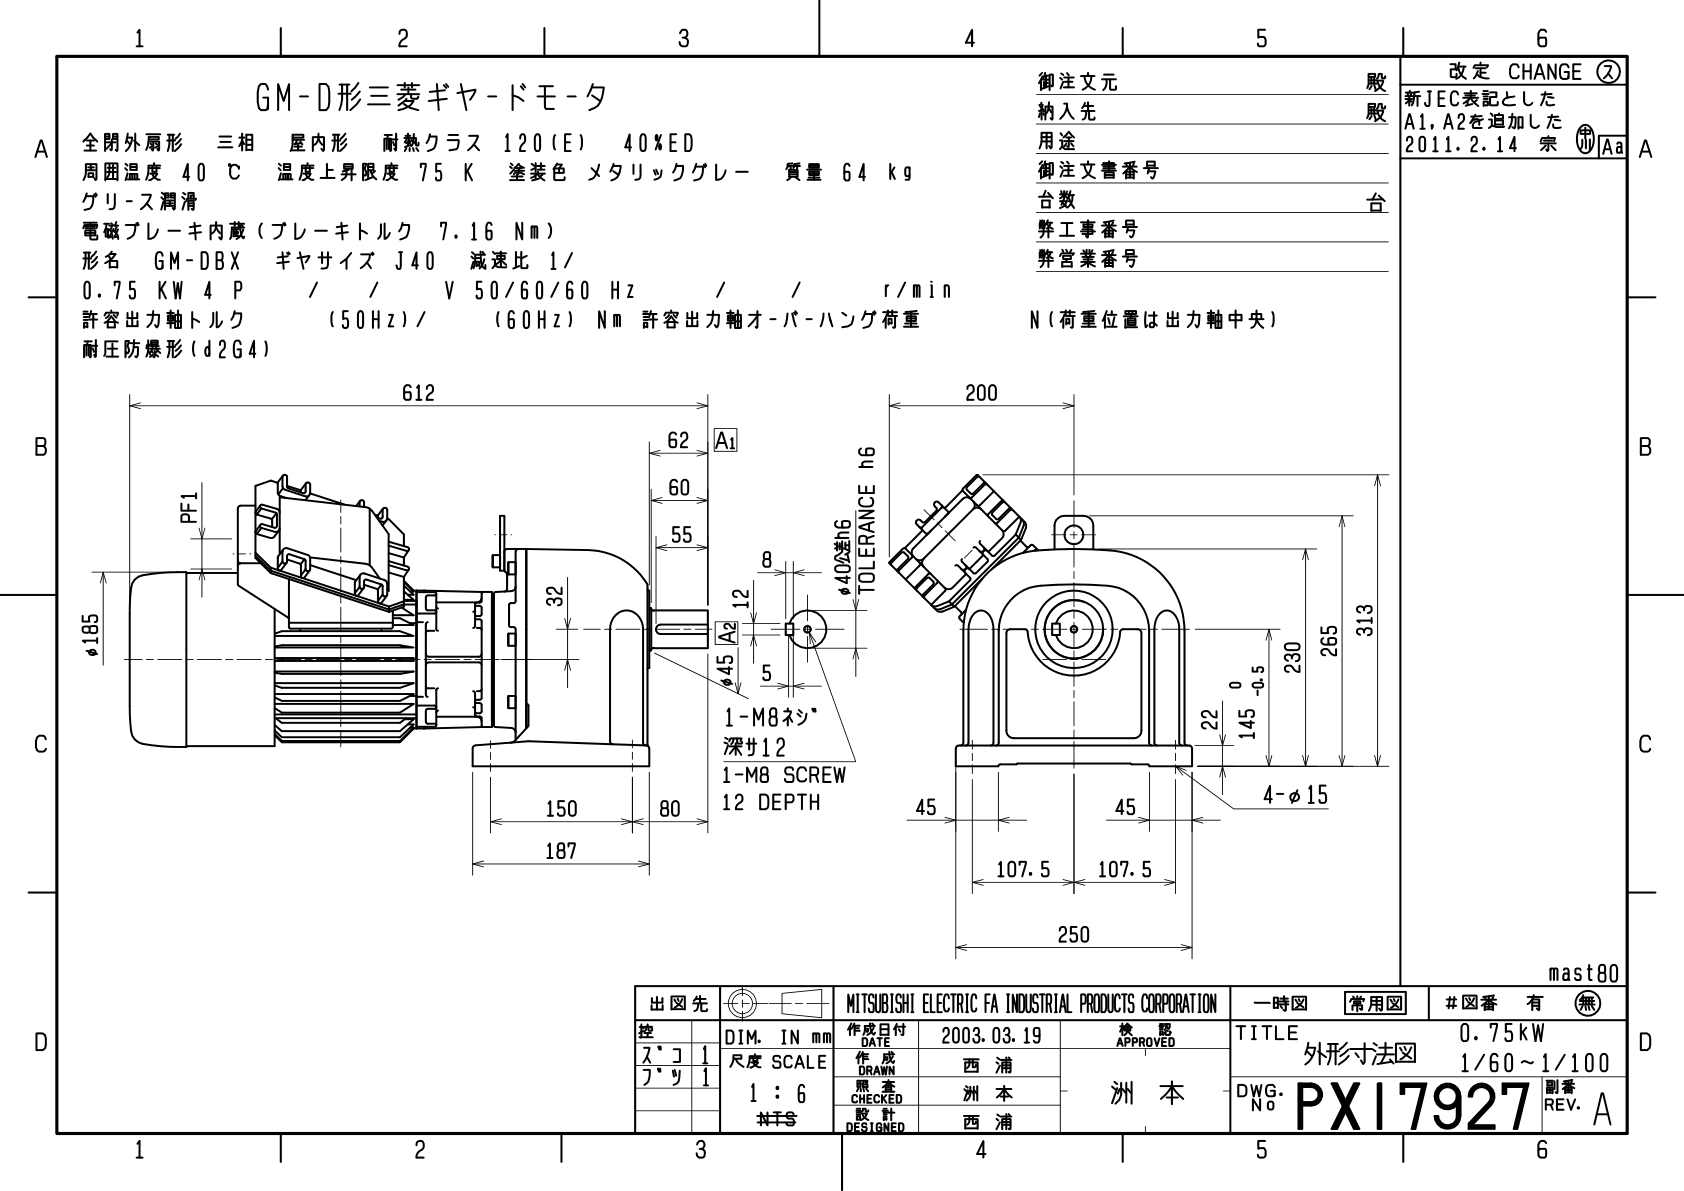 1 2 3 4 5 6
A A
B B
C C
D D
GM-D形三菱ギヤードモータ
全閉外扇形 三相 屋内形 耐熱クラス 120(E) 40%ED
周囲温度 40 ℃ 温度上昇限度 75 K 塗装色 メタリックグレー 質量 64 kg
グリース潤滑
電磁ブレーキ内蔵(ブレーキトルク 7.16 Nm)
形名 GM-DBX ギヤサイズ J40 減速比 1/
0.75 KW 4 P / / V 50/60/60 Hz / / r/min
許容出力軸トルク (50Hz)/ (60Hz) Nm 許容出力軸オーバーハング荷重 N(荷重位置は出力軸中央)
耐圧防爆形(d2G4)
御注文元 殿
納入先 殿
用途
御注文書番号
台数 台
弊工事番号
弊営業番号
改定 CHANGE ス
新JEC表記とした
A1,A2を追加した
2011.2.14 宗 Aa
612
62 A1
60
55
PF1
φ185
32
A2
φ45
8
12
5
φ40公差h6
TOLERANCE h6
1-M8ネジ
深サ12
1-M8 SCREW
12 DEPTH
150 80
187
200
313
265
230
145 0 -0.5
22
4-φ15
45 45
107.5 107.5
250
mast80
出図先
控
ズコ 1
ブツ 1
DIM. IN mm
尺度 SCALE
1 : 6
NTS
MITSUBISHI ELECTRIC FA INDUSTRIAL PRODUCTS CORPORATION
作成日付 DATE 2003.03.19
作成 DRAWN 西浦
照査 CHECKED 洲本
設計 DESIGNED 西浦
検認 APPROVED
洲本
一時図 常用図 #図番 有 無
TITLE 0.75kW
外形寸法図 1/60~1/100
DWG. No PX17927 副番 REV. A
1 2 3 4 5 6